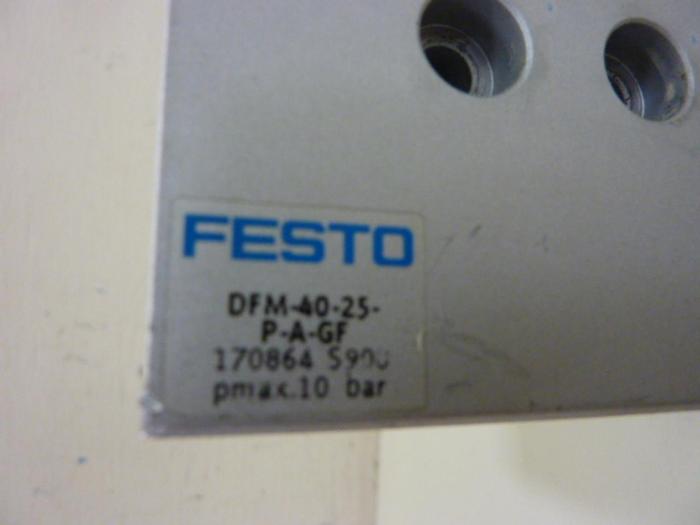 FESTO
DFM-40-25-
P-A-GF
170864
pmax.10 bar